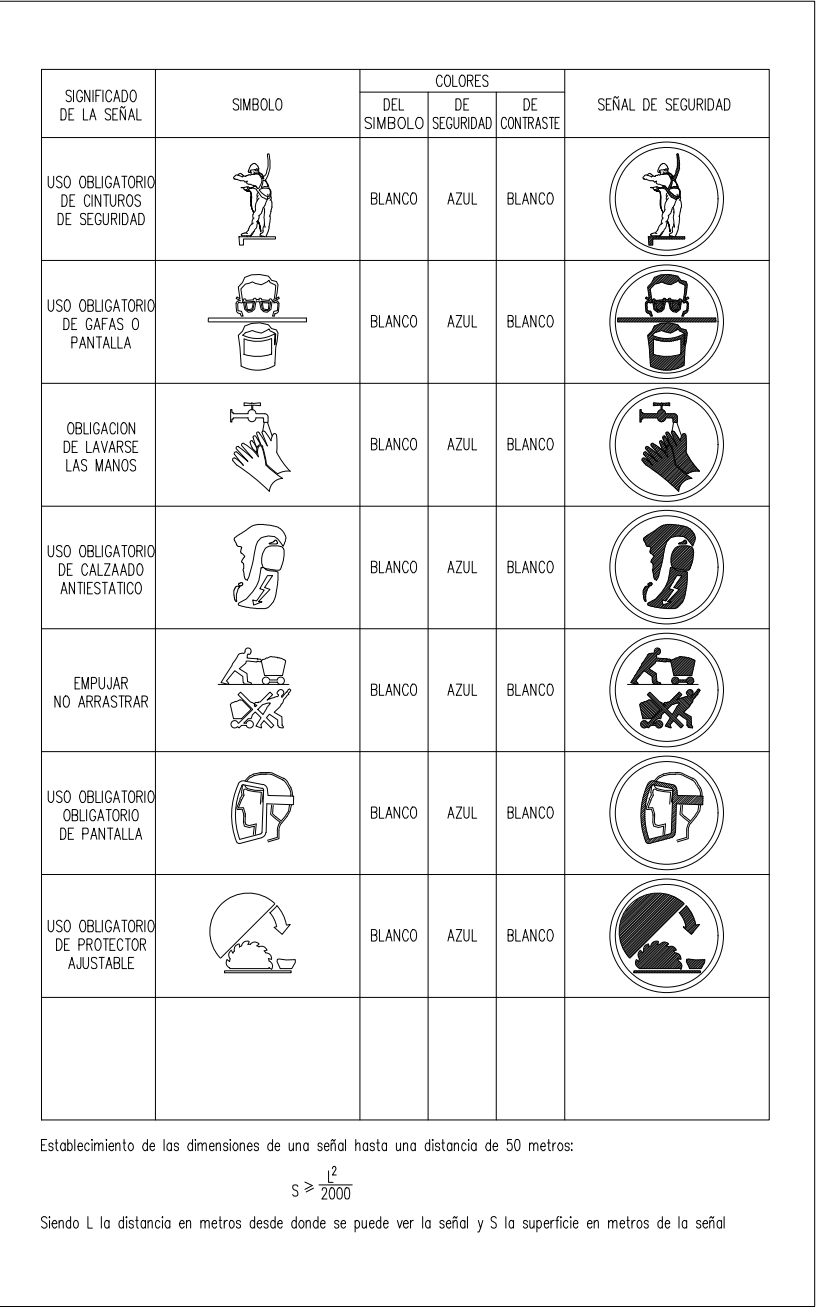 SIGNIFICADO
DE LA SEÑAL
SIMBOLO
COLORES
DEL
SIMBOLO
DE
SEGURIDAD
DE
CONTRASTE
SEÑAL DE SEGURIDAD
USO OBLIGATORIO
DE CINTUROS
DE SEGURIDAD
BLANCO
AZUL
BLANCO
USO OBLIGATORIO
DE GAFAS O
PANTALLA
BLANCO
AZUL
BLANCO
OBLIGACION
DE LAVARSE
LAS MANOS
BLANCO
AZUL
BLANCO
USO OBLIGATORIO
DE CALZAADO
ANTIESTATICO
BLANCO
AZUL
BLANCO
EMPUJAR
NO ARRASTRAR
BLANCO
AZUL
BLANCO
USO OBLIGATORIO
OBLIGATORIO
DE PANTALLA
BLANCO
AZUL
BLANCO
USO OBLIGATORIO
DE PROTECTOR
AJUSTABLE
BLANCO
AZUL
BLANCO
Establecimiento de las dimensiones de una señal hasta una distancia de 50 metros:
S ⩾ L² / 2000
Siendo L la distancia en metros desde donde se puede ver la señal y S la superficie en metros de la señal